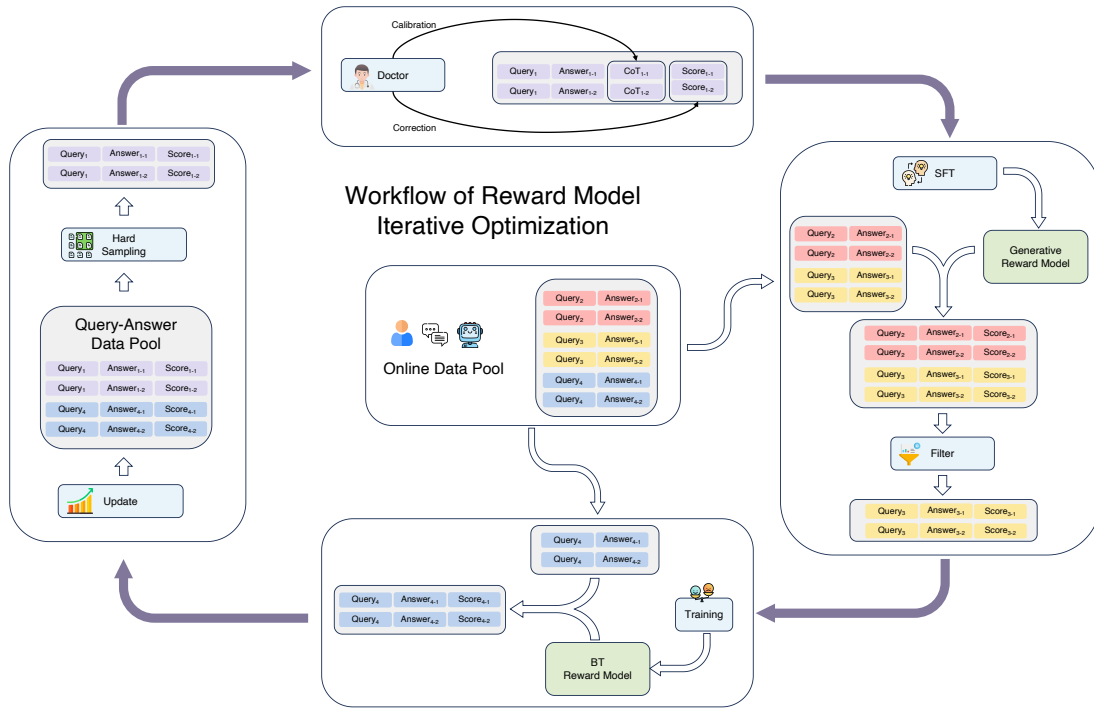 Calibration
Doctor
Query₁ Answer₁₋₁ CoT₁₋₁ Score₁₋₁
Query₁ Answer₁₋₂ CoT₁₋₂ Score₁₋₂
Correction
Query₁ Answer₁₋₁ Score₁₋₁
Query₁ Answer₁₋₂ Score₁₋₂
Hard
Sampling
Query-Answer
Data Pool
Query₁ Answer₁₋₁ Score₁₋₁
Query₁ Answer₁₋₂ Score₁₋₂
Query₄ Answer₄₋₁ Score₄₋₁
Query₄ Answer₄₋₂ Score₄₋₂
Update
Workflow of Reward Model
Iterative Optimization
Online Data Pool
Query₂ Answer₂₋₁
Query₂ Answer₂₋₂
Query₃ Answer₃₋₁
Query₃ Answer₃₋₂
Query₄ Answer₄₋₁
Query₄ Answer₄₋₂
SFT
Generative
Reward Model
Query₂ Answer₂₋₁
Query₂ Answer₂₋₂
Query₃ Answer₃₋₁
Query₃ Answer₃₋₂
Query₂ Answer₂₋₁ Score₂₋₁
Query₂ Answer₂₋₂ Score₂₋₂
Query₃ Answer₃₋₁ Score₃₋₁
Query₃ Answer₃₋₂ Score₃₋₂
Filter
Query₃ Answer₃₋₁ Score₃₋₁
Query₃ Answer₃₋₂ Score₃₋₂
Query₄ Answer₄₋₁
Query₄ Answer₄₋₂
Query₄ Answer₄₋₁ Score₄₋₁
Query₄ Answer₄₋₂ Score₄₋₂
Training
BT
Reward Model